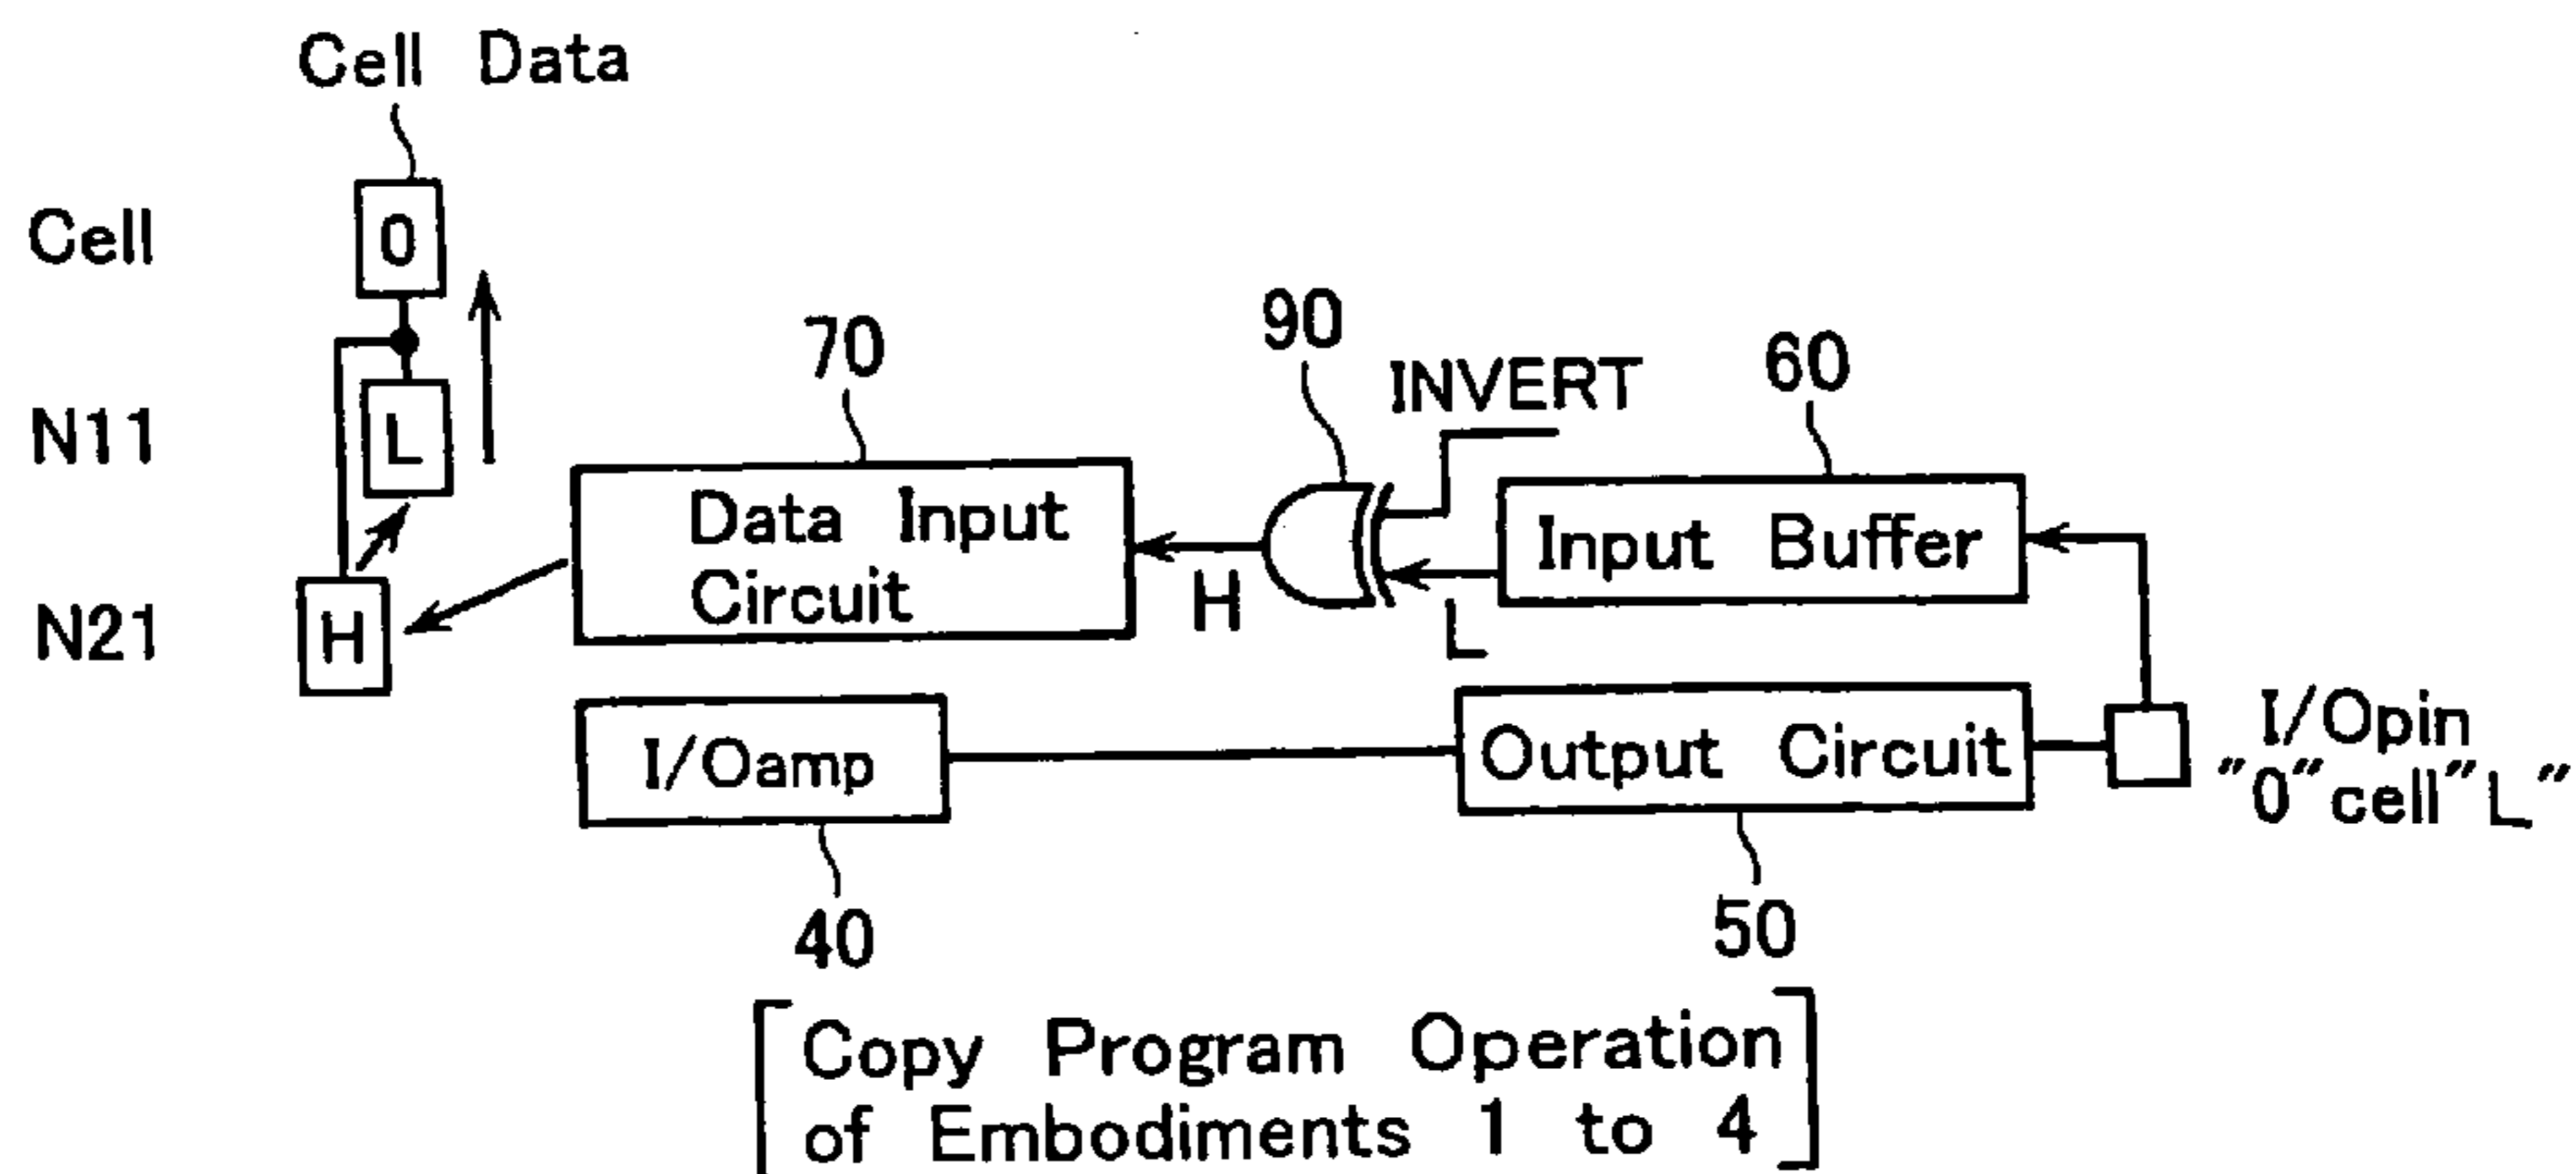 Cell Data
Cell
0
N11
L
N21
H
70
Data Input
Circuit
H
90
INVERT
60
Input Buffer
L
I/Oamp
40
Output Circuit
50
I/Opin
"0"cell"L"
Copy Program Operation
of Embodiments 1 to 4